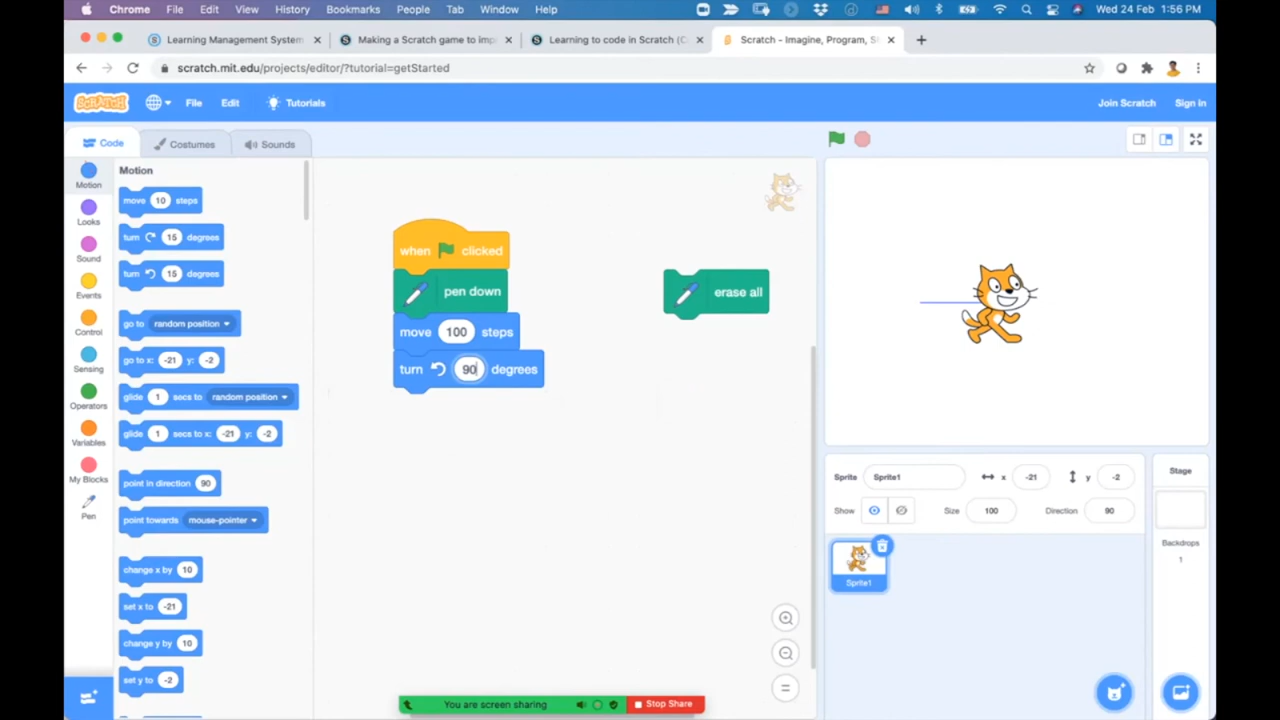 Chrome File Edit View History Bookmarks People Tab Window Help Wed 24 Feb 1:56 PM
Learning Management System × Making a Scratch game to imp × Learning to code in Scratch (C × Scratch - Imagine, Program, S × +
scratch.mit.edu/projects/editor/?tutorial=getStarted
SCRATCH File Edit Tutorials Join Scratch Sign in
Code Costumes Sounds
Motion
Looks
Sound
Events
Control
Sensing
Operators
Variables
My Blocks
Pen
Motion
move 10 steps
turn 15 degrees
turn 15 degrees
go to random position
go to x: -21 y: -2
glide 1 secs to random position
glide 1 secs to x: -21 y: -2
point in direction 90
point towards mouse-pointer
change x by 10
set x to -21
change y by 10
set y to -2
when clicked
pen down
move 100 steps
turn 90 degrees
erase all
Sprite Sprite1 x -21 y -2
Show Size 100 Direction 90
Sprite1
Stage
Backdrops
1
You are screen sharing Stop Share